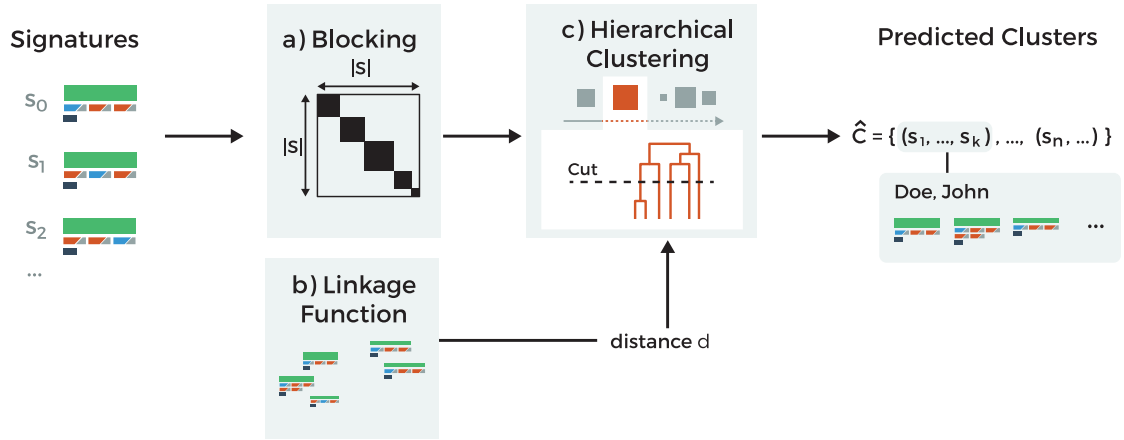 Signatures
s0
s1
s2
...
a) Blocking
|S|
|S|
b) Linkage
Function
distance d
c) Hierarchical
Clustering
Cut
Predicted Clusters
Ĉ = { (s1, ..., sk) , ..., (sn, ...) }
Doe, John
...